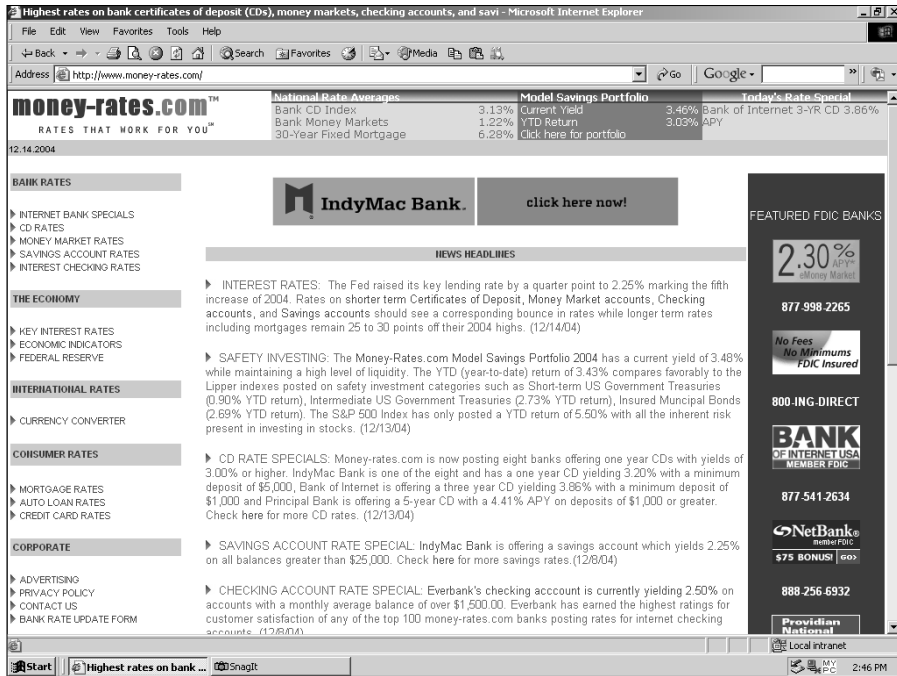 Highest rates on bank certificates of deposit (CDs), money markets, checking accounts, and savi - Microsoft Internet Explorer
File Edit View Favorites Tools Help
Back Search Favorites Media
Address http://www.money-rates.com/ Go Google
money-rates.com™
RATES THAT WORK FOR YOU℠
National Rate Averages
Bank CD Index 3.13%
Bank Money Markets 1.22%
30-Year Fixed Mortgage 6.28%
Model Savings Portfolio
Current Yield 3.46%
YTD Return 3.03%
Click here for portfolio
Today's Rate Special
Bank of Internet 3-YR CD 3.86%
APY
12.14.2004
BANK RATES
INTERNET BANK SPECIALS
CD RATES
MONEY MARKET RATES
SAVINGS ACCOUNT RATES
INTEREST CHECKING RATES
THE ECONOMY
KEY INTEREST RATES
ECONOMIC INDICATORS
FEDERAL RESERVE
INTERNATIONAL RATES
CURRENCY CONVERTER
CONSUMER RATES
MORTGAGE RATES
AUTO LOAN RATES
CREDIT CARD RATES
CORPORATE
ADVERTISING
PRIVACY POLICY
CONTACT US
BANK RATE UPDATE FORM
IndyMac Bank. click here now!
NEWS HEADLINES
INTEREST RATES: The Fed raised its key lending rate by a quarter point to 2.25% marking the fifth
increase of 2004. Rates on shorter term Certificates of Deposit, Money Market accounts, Checking
accounts, and Savings accounts should see a corresponding bounce in rates while longer term rates
including mortgages remain 25 to 30 points off their 2004 highs. (12/14/04)
SAFETY INVESTING: The Money-Rates.com Model Savings Portfolio 2004 has a current yield of 3.48%
while maintaining a high level of liquidity. The YTD (year-to-date) return of 3.43% compares favorably to the
Lipper indexes posted on safety investment categories such as Short-term US Government Treasuries
(0.90% YTD return), Intermediate US Government Treasuries (2.73% YTD return), Insured Muncipal Bonds
(2.69% YTD return). The S&P 500 Index has only posted a YTD return of 5.50% with all the inherent risk
present in investing in stocks. (12/13/04)
CD RATE SPECIALS: Money-rates.com is now posting eight banks offering one year CDs with yields of
3.00% or higher. IndyMac Bank is one of the eight and has a one year CD yielding 3.20% with a minimum
deposit of $5,000, Bank of Internet is offering a three year CD yielding 3.86% with a minimum deposit of
$1,000 and Principal Bank is offering a 5-year CD with a 4.41% APY on deposits of $1,000 or greater.
Check here for more CD rates. (12/13/04)
SAVINGS ACCOUNT RATE SPECIAL: IndyMac Bank is offering a savings account which yields 2.25%
on all balances greater than $25,000. Check here for more savings rates.(12/8/04)
CHECKING ACCOUNT RATE SPECIAL: Everbank's checking acccount is currently yielding 2.50% on
accounts with a monthly average balance of over $1,500.00. Everbank has earned the highest ratings for
customer satisfaction of any of the top 100 money-rates.com banks posting rates for internet checking
accounts. (12/8/04)
FEATURED FDIC BANKS
2.30%
APY*
eMoney Market
877-998-2265
No Fees
No Minimums
FDIC Insured
800-ING-DIRECT
BANK
OF INTERNET USA
MEMBER FDIC
877-541-2634
NetBank®
member FDIC
$75 BONUS! GO>
888-256-6932
Providian
National
Local intranet
Start Highest rates on bank ... SnagIt MY PC 2:46 PM